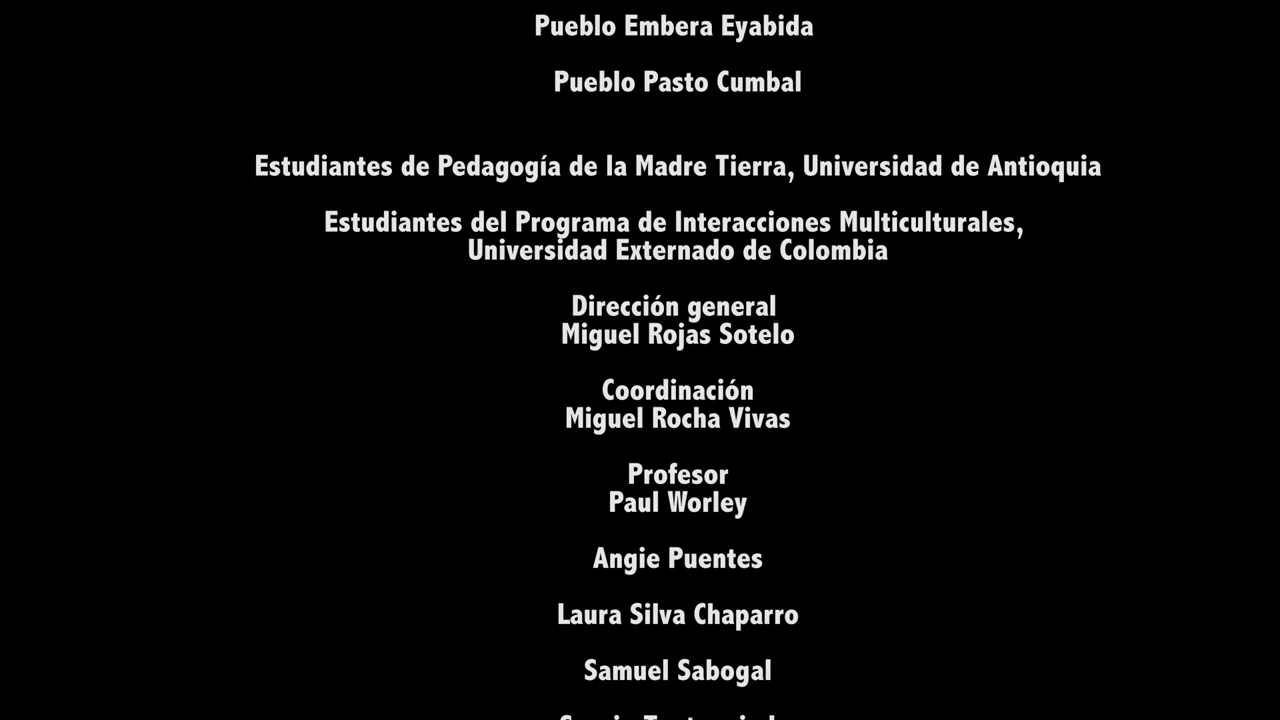 Pueblo Embera Eyabida
Pueblo Pasto Cumbal
Estudiantes de Pedagogía de la Madre Tierra, Universidad de Antioquia
Estudiantes del Programa de Interacciones Multiculturales,
Universidad Externado de Colombia
Dirección general
Miguel Rojas Sotelo
Coordinación
Miguel Rocha Vivas
Profesor
Paul Worley
Angie Puentes
Laura Silva Chaparro
Samuel Sabogal